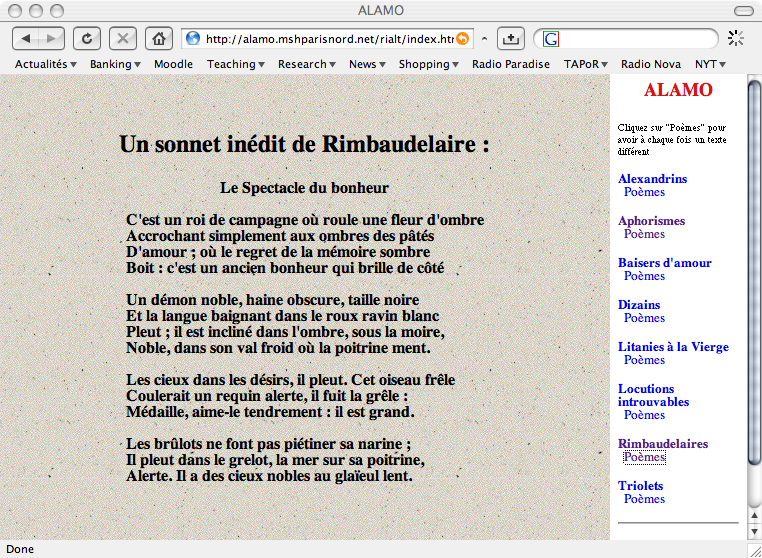 ALAMO
http://alamo.mshparisnord.net/rialt/index.htr
G
Actualités Banking Moodle Teaching Research News Shopping Radio Paradise TAPoR Radio Nova NYT
Un sonnet inédit de Rimbaudelaire :
Le Spectacle du bonheur
C'est un roi de campagne où roule une fleur d'ombre
Accrochant simplement aux ombres des pâtés
D'amour ; où le regret de la mémoire sombre
Boit : c'est un ancien bonheur qui brille de côté
Un démon noble, haine obscure, taille noire
Et la langue baignant dans le roux ravin blanc
Pleut ; il est incliné dans l'ombre, sous la moire,
Noble, dans son val froid où la poitrine ment.
Les cieux dans les désirs, il pleut. Cet oiseau frêle
Coulerait un requin alerte, il fuit la grêle :
Médaille, aime-le tendrement : il est grand.
Les brûlots ne font pas piétiner sa narine ;
Il pleut dans le grelot, la mer sur sa poitrine,
Alerte. Il a des cieux nobles au glaïeul lent.
ALAMO
Cliquez sur "Poèmes" pour
avoir à chaque fois un texte
différent
Alexandrins
Poèmes
Aphorismes
Poèmes
Baisers d'amour
Poèmes
Dizains
Poèmes
Litanies à la Vierge
Poèmes
Locutions
introuvables
Poèmes
Rimbaudelaires
Poèmes
Triolets
Poèmes
Done